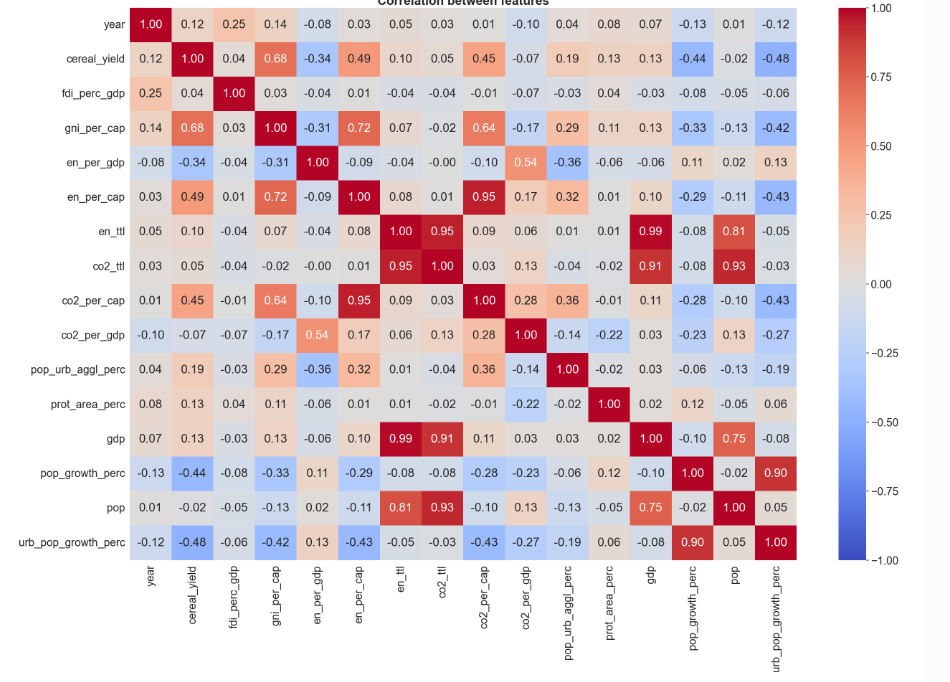 Correlation between features
year 1.00 0.12 0.25 0.14 -0.08 0.03 0.05 0.03 0.01 -0.10 0.04 0.08 0.07 -0.13 0.01 -0.12
cereal_yield 0.12 1.00 0.04 0.68 -0.34 0.49 0.10 0.05 0.45 -0.07 0.19 0.13 0.13 -0.44 -0.02 -0.48
fdi_perc_gdp 0.25 0.04 1.00 0.03 -0.04 0.01 -0.04 -0.04 -0.01 -0.07 -0.03 0.04 -0.03 -0.08 -0.05 -0.06
gni_per_cap 0.14 0.68 0.03 1.00 -0.31 0.72 0.07 -0.02 0.64 -0.17 0.29 0.11 0.13 -0.33 -0.13 -0.42
en_per_gdp -0.08 -0.34 -0.04 -0.31 1.00 -0.09 -0.04 -0.00 -0.10 0.54 -0.36 -0.06 -0.06 0.11 0.02 0.13
en_per_cap 0.03 0.49 0.01 0.72 -0.09 1.00 0.08 0.01 0.95 0.17 0.32 0.01 0.10 -0.29 -0.11 -0.43
en_ttl 0.05 0.10 -0.04 0.07 -0.04 0.08 1.00 0.95 0.09 0.06 0.01 0.01 0.99 -0.08 0.81 -0.05
co2_ttl 0.03 0.05 -0.04 -0.02 -0.00 0.01 0.95 1.00 0.03 0.13 -0.04 -0.02 0.91 -0.08 0.93 -0.03
co2_per_cap 0.01 0.45 -0.01 0.64 -0.10 0.95 0.09 0.03 1.00 0.28 0.36 -0.01 0.11 -0.28 -0.10 -0.43
co2_per_gdp -0.10 -0.07 -0.07 -0.17 0.54 0.17 0.06 0.13 0.28 1.00 -0.14 -0.22 0.03 -0.23 0.13 -0.27
pop_urb_aggl_perc 0.04 0.19 -0.03 0.29 -0.36 0.32 0.01 -0.04 0.36 -0.14 1.00 -0.02 0.03 -0.06 -0.13 -0.19
prot_area_perc 0.08 0.13 0.04 0.11 -0.06 0.01 0.01 -0.02 -0.01 -0.22 -0.02 1.00 0.02 0.12 -0.05 0.06
gdp 0.07 0.13 -0.03 0.13 -0.06 0.10 0.99 0.91 0.11 0.03 0.03 0.02 1.00 -0.10 0.75 -0.08
pop_growth_perc -0.13 -0.44 -0.08 -0.33 0.11 -0.29 -0.08 -0.08 -0.28 -0.23 -0.06 0.12 -0.10 1.00 -0.02 0.90
pop 0.01 -0.02 -0.05 -0.13 0.02 -0.11 0.81 0.93 -0.10 0.13 -0.13 -0.05 0.75 -0.02 1.00 0.05
urb_pop_growth_perc -0.12 -0.48 -0.06 -0.42 0.13 -0.43 -0.05 -0.03 -0.43 -0.27 -0.19 0.06 -0.08 0.90 0.05 1.00
year
cereal_yield
fdi_perc_gdp
gni_per_cap
en_per_gdp
en_per_cap
en_ttl
co2_ttl
co2_per_cap
co2_per_gdp
pop_urb_aggl_perc
prot_area_perc
gdp
pop_growth_perc
pop
urb_pop_growth_perc
1.00
0.75
0.50
0.25
0.00
−0.25
−0.50
−0.75
−1.00